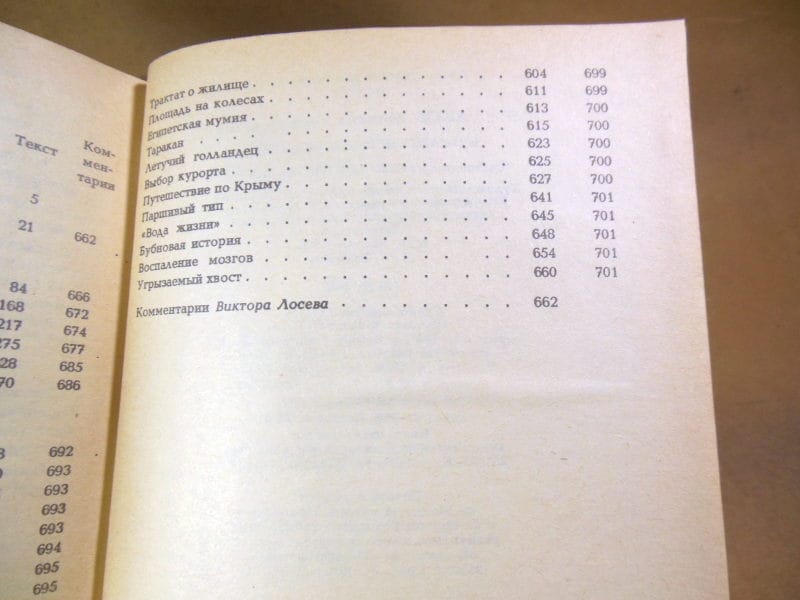 Текст Ком-
мен-
тарии
5
21 662
84 666
168 672
217 674
275 677
28 685
70 686
692
693
693
693
693
694
695
695
Трактат о жилище . . . . . . . . . . . . . 604 699
Площадь на колесах . . . . . . . . . . . . 611 699
Египетская мумия . . . . . . . . . . . . . 613 700
Таракан . . . . . . . . . . . . . . . 615 700
Летучий голландец . . . . . . . . . . . . 623 700
Выбор курорта . . . . . . . . . . . . . 625 700
Путешествие по Крыму . . . . . . . . . . . 627 700
Паршивый тип . . . . . . . . . . . . . 641 701
«Вода жизни» . . . . . . . . . . . . . 645 701
Бубновая история . . . . . . . . . . . . 648 701
Воспаление мозгов . . . . . . . . . . . . 654 701
Угрызаемый хвост . . . . . . . . . . . . 660 701
Комментарии Виктора Лосева . . . . . . . . . 662